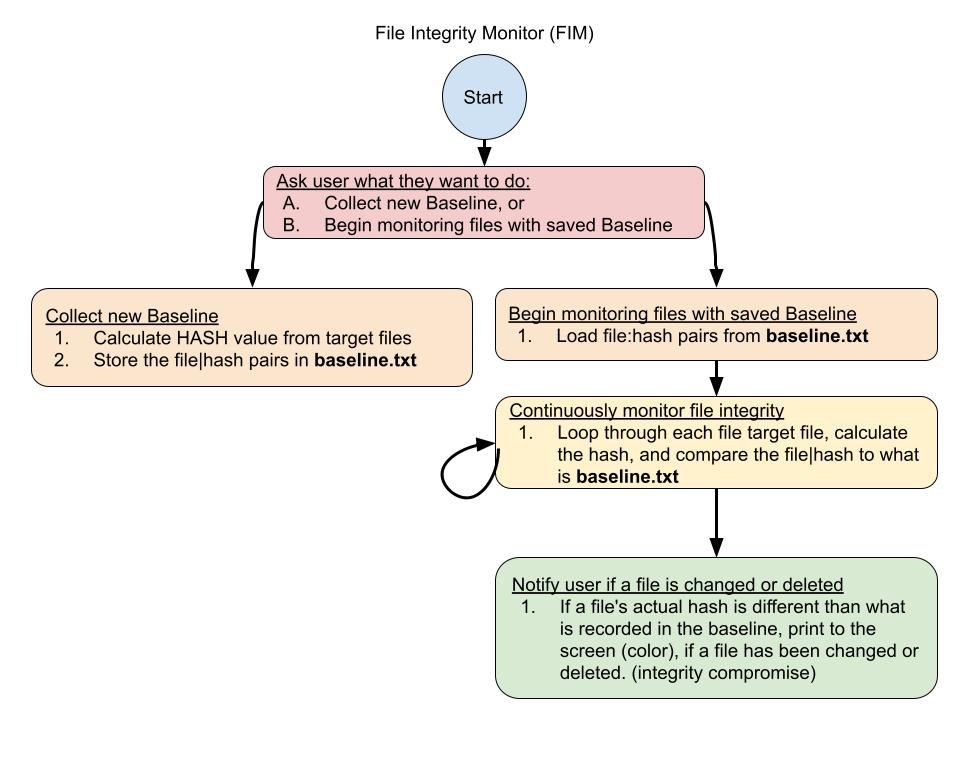 File Integrity Monitor (FIM)
Start
Ask user what they want to do:
A. Collect new Baseline, or
B. Begin monitoring files with saved Baseline
Collect new Baseline
1. Calculate HASH value from target files
2. Store the file|hash pairs in baseline.txt
Begin monitoring files with saved Baseline
1. Load file:hash pairs from baseline.txt
Continuously monitor file integrity
1. Loop through each file target file, calculate
the hash, and compare the file|hash to what
is baseline.txt
Notify user if a file is changed or deleted
1. If a file's actual hash is different than what
is recorded in the baseline, print to the
screen (color), if a file has been changed or
deleted. (integrity compromise)